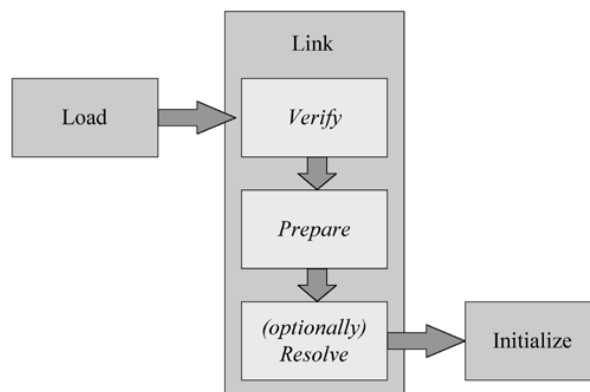 Link
Load
Verify
Prepare
(optionally)
Resolve
Initialize